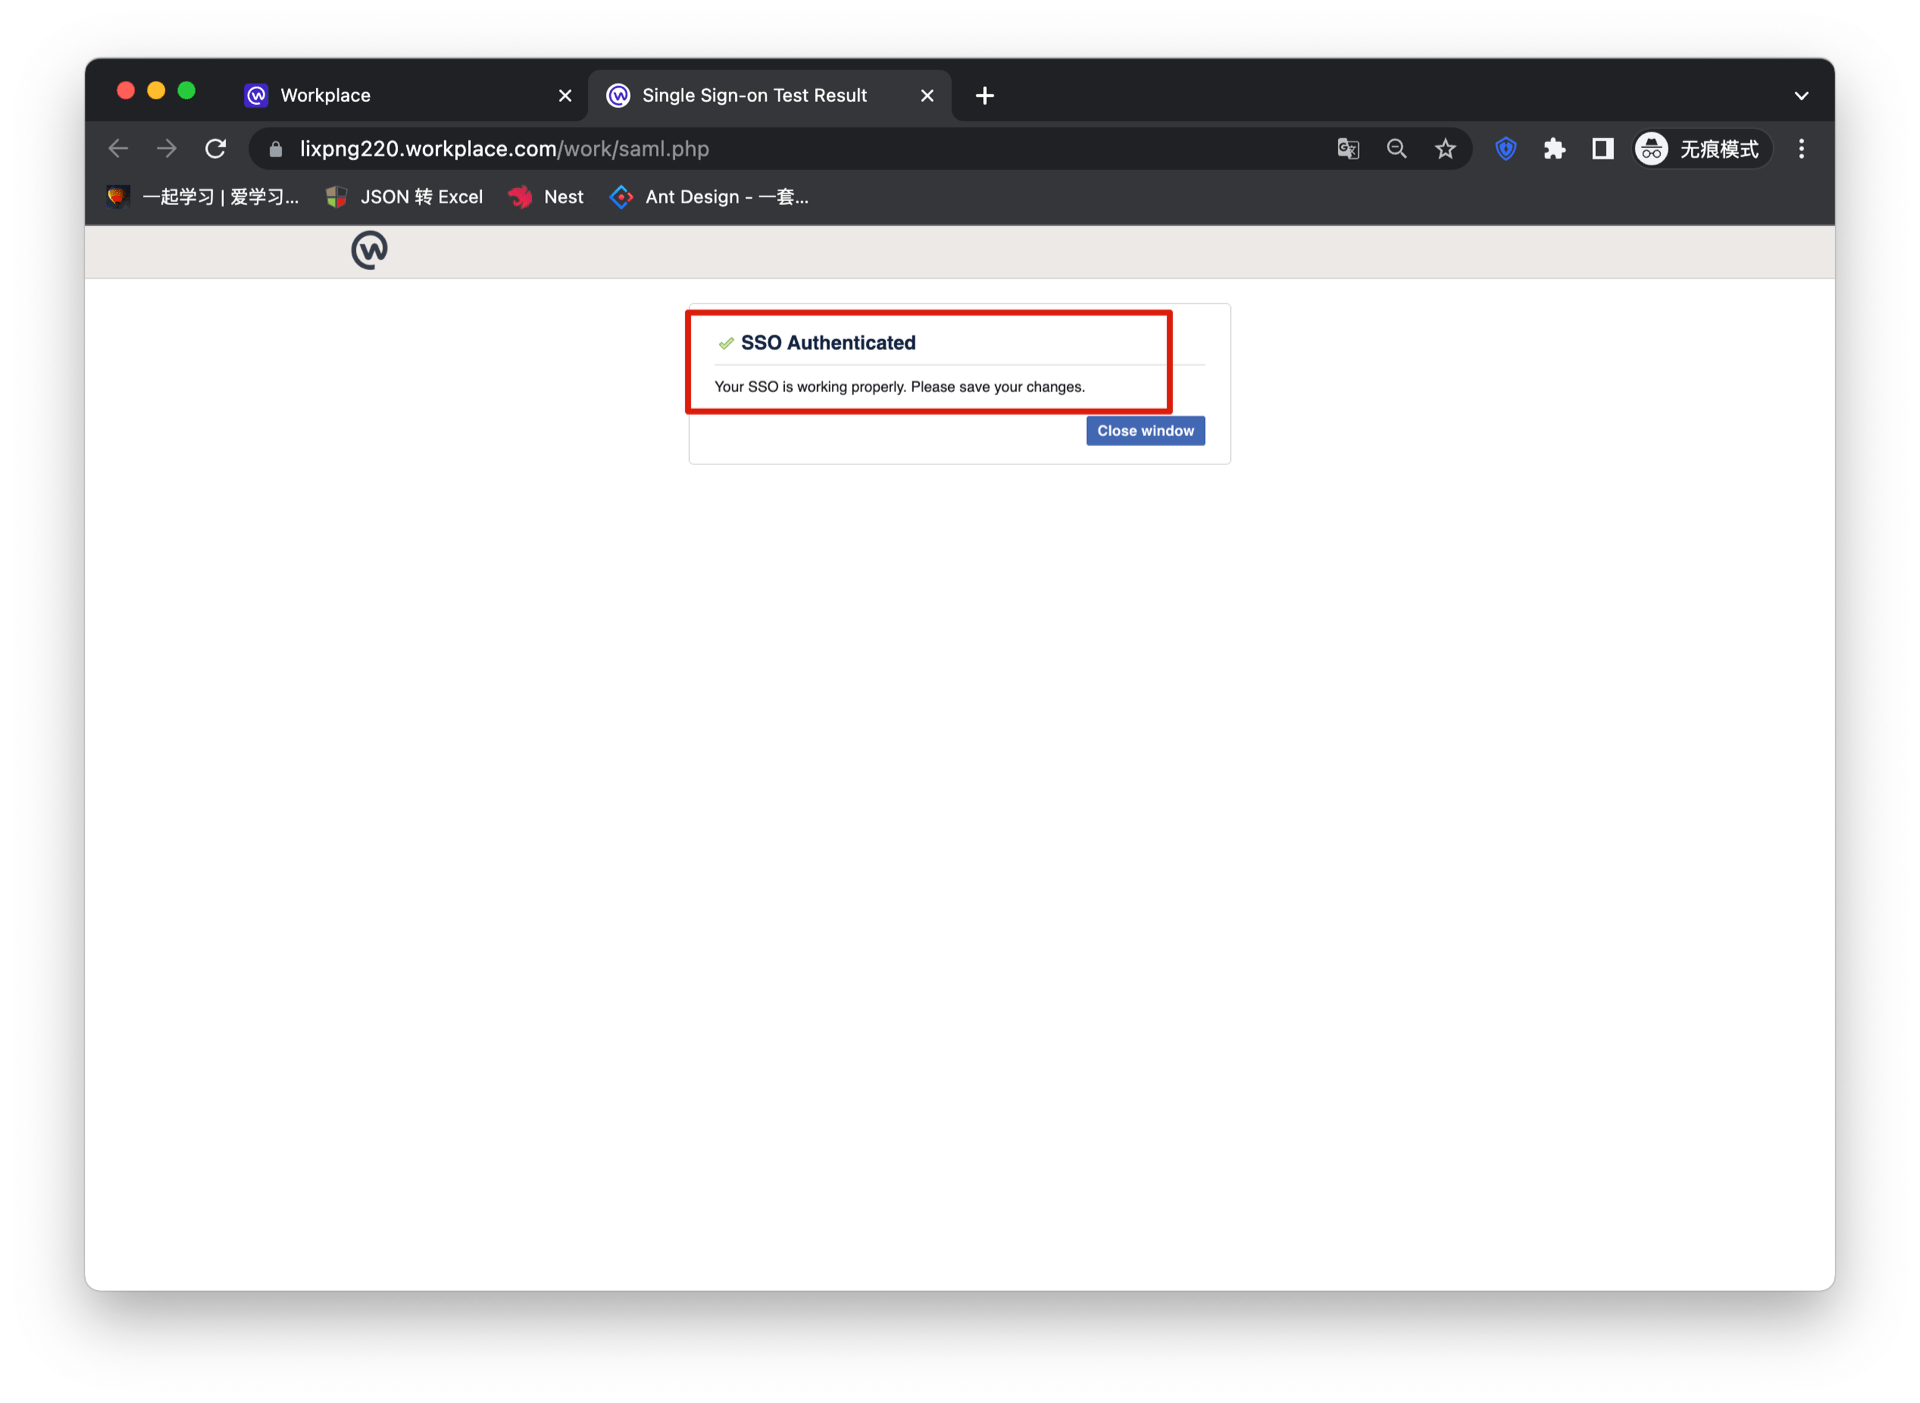 Workplace
Single Sign-on Test Result
lixpng220.workplace.com/work/saml.php
无痕模式
一起学习 | 爱学习...
JSON 转 Excel
Nest
Ant Design - 一套...
SSO Authenticated
Your SSO is working properly. Please save your changes.
Close window